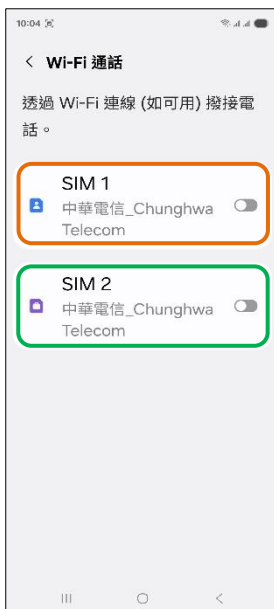 10:04
Wi-Fi 通話
透過 Wi-Fi 連線 (如可用) 撥接電
話。
SIM 1
中華電信_Chunghwa
Telecom
SIM 2
中華電信_Chunghwa
Telecom